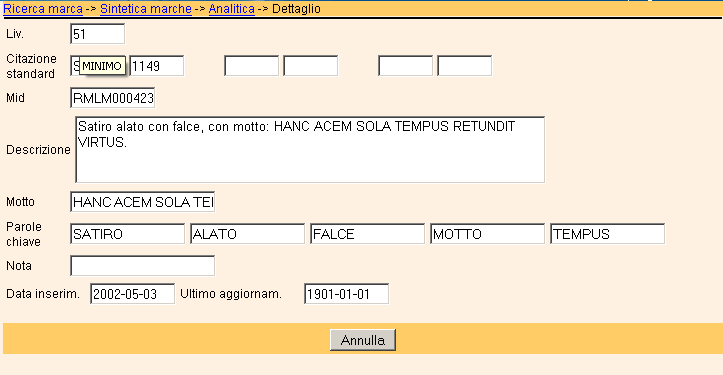 Ricerca marca -> Sintetica marche -> Analitica -> Dettaglio
Liv. 51
Citazione standard S MINIMO 1149
Mid RMLM000423
Descrizione Satiro alato con falce, con motto: HANC ACEM SOLA TEMPUS RETUNDIT
VIRTUS.
Motto HANC ACEM SOLA TEI
Parole chiave SATIRO ALATO FALCE MOTTO TEMPUS
Nota
Data inserim. 2002-05-03 Ultimo aggiornam. 1901-01-01
Annulla